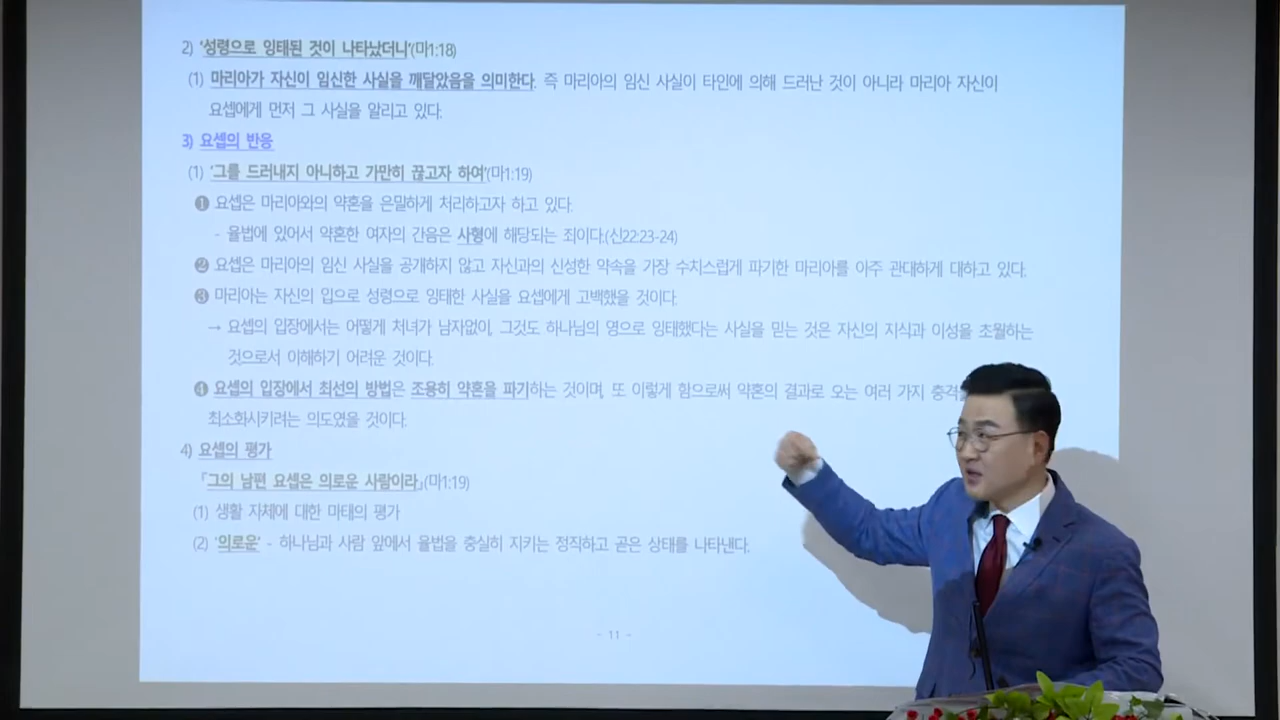 2) '성령으로 잉태된 것이 나타났더니'(마1:18)
(1) 마리아가 자신이 임신한 사실을 깨달았음을 의미한다. 즉 마리아의 임신 사실이 타인에 의해 드러난 것이 아니라 마리아 자신이
요셉에게 먼저 그 사실을 알리고 있다.
3) 요셉의 반응
(1) '그를 드러내지 아니하고 가만히 끊고자 하여'(마1:19)
❶ 요셉은 마리아와의 약혼을 은밀하게 처리하고자 하고 있다.
- 율법에 있어서 약혼한 여자의 간음은 사형에 해당되는 죄이다.(신22:23-24)
❷ 요셉은 마리아의 임신 사실을 공개하지 않고 자신과의 신성한 약속을 가장 수치스럽게 파기한 마리아를 아주 관대하게 대하고 있다.
❸ 마리아는 자신의 입으로 성령으로 잉태한 사실을 요셉에게 고백했을 것이다.
→ 요셉의 입장에서는 어떻게 처녀가 남자없이, 그것도 하나님의 영으로 잉태했다는 사실을 믿는 것은 자신의 지식과 이성을 초월하는
것으로서 이해하기 어려운 것이다.
❹ 요셉의 입장에서 최선의 방법은 조용히 약혼을 파기하는 것이며, 또 이렇게 함으로써 약혼의 결과로 오는 여러 가지 충격을
최소화시키려는 의도였을 것이다.
4) 요셉의 평가
「그의 남편 요셉은 의로운 사람이라」(마1:19)
(1) 생활 자체에 대한 마태의 평가
(2) '의로운' - 하나님과 사람 앞에서 율법을 충실히 지키는 정직하고 곧은 상태를 나타낸다.
- 11 -